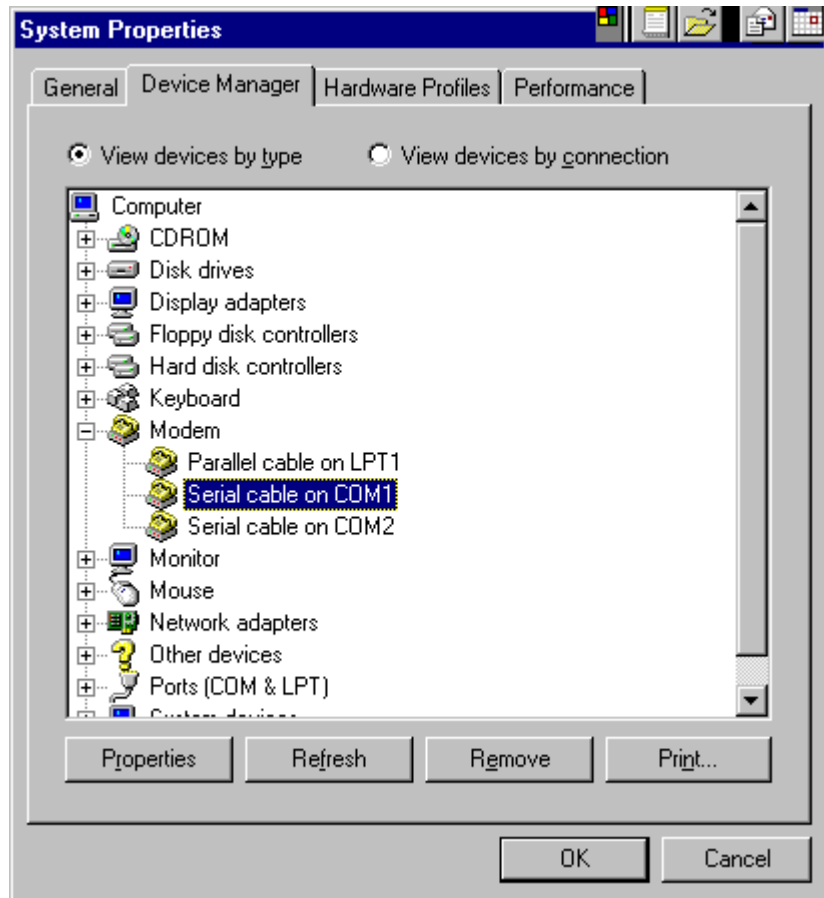 System Properties
General Device Manager Hardware Profiles Performance
View devices by type View devices by connection
Computer
CDROM
Disk drives
Display adapters
Floppy disk controllers
Hard disk controllers
Keyboard
Modem
Parallel cable on LPT1
Serial cable on COM1
Serial cable on COM2
Monitor
Mouse
Network adapters
Other devices
Ports (COM & LPT)
System devices
Properties Refresh Remove Print...
OK Cancel